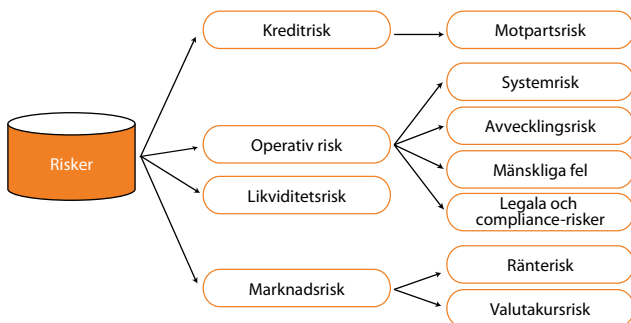 Risker
Kreditrisk
Motpartsrisk
Operativ risk
Systemrisk
Avvecklingsrisk
Mänskliga fel
Legala och
compliance-risker
Likviditetsrisk
Marknadsrisk
Ränterisk
Valutakursrisk